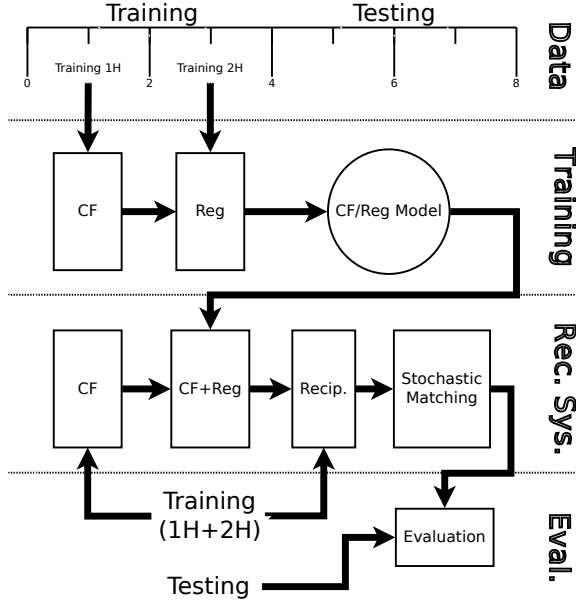 Training Testing
Data
Training 1H Training 2H
0 2 4 6 8
Training
CF Reg CF/Reg Model
Rec. Sys.
CF CF+Reg Recip. Stochastic
Matching
Eval.
Training
(1H+2H)
Evaluation
Testing